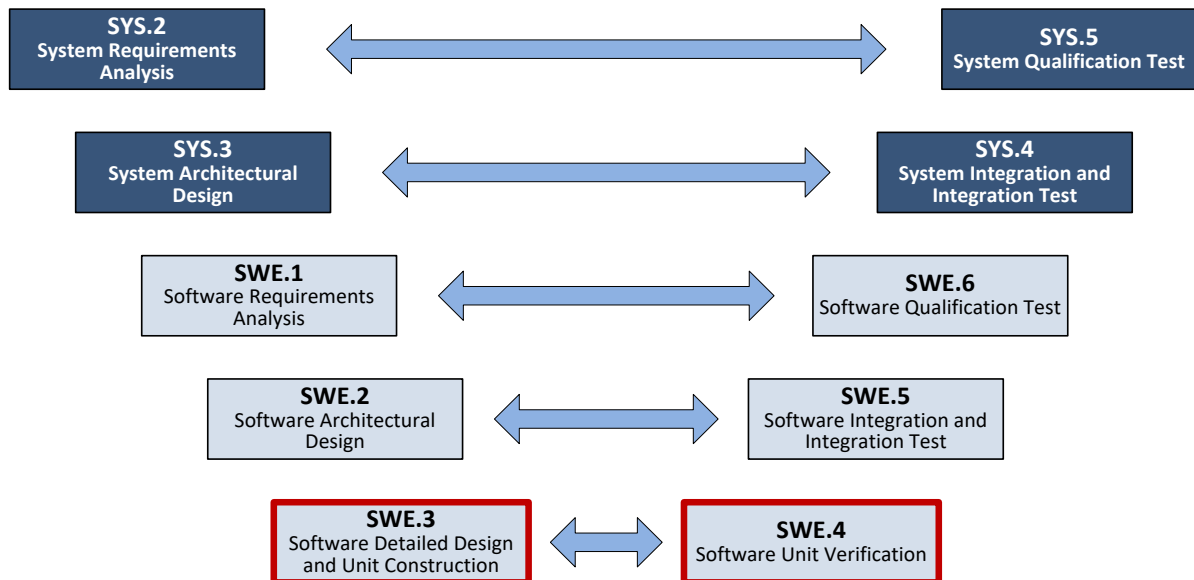 SYS.2
System Requirements
Analysis
SYS.5
System Qualification Test
SYS.3
System Architectural
Design
SYS.4
System Integration and
Integration Test
SWE.1
Software Requirements
Analysis
SWE.6
Software Qualification Test
SWE.2
Software Architectural
Design
SWE.5
Software Integration and
Integration Test
SWE.3
Software Detailed Design
and Unit Construction
SWE.4
Software Unit Verification